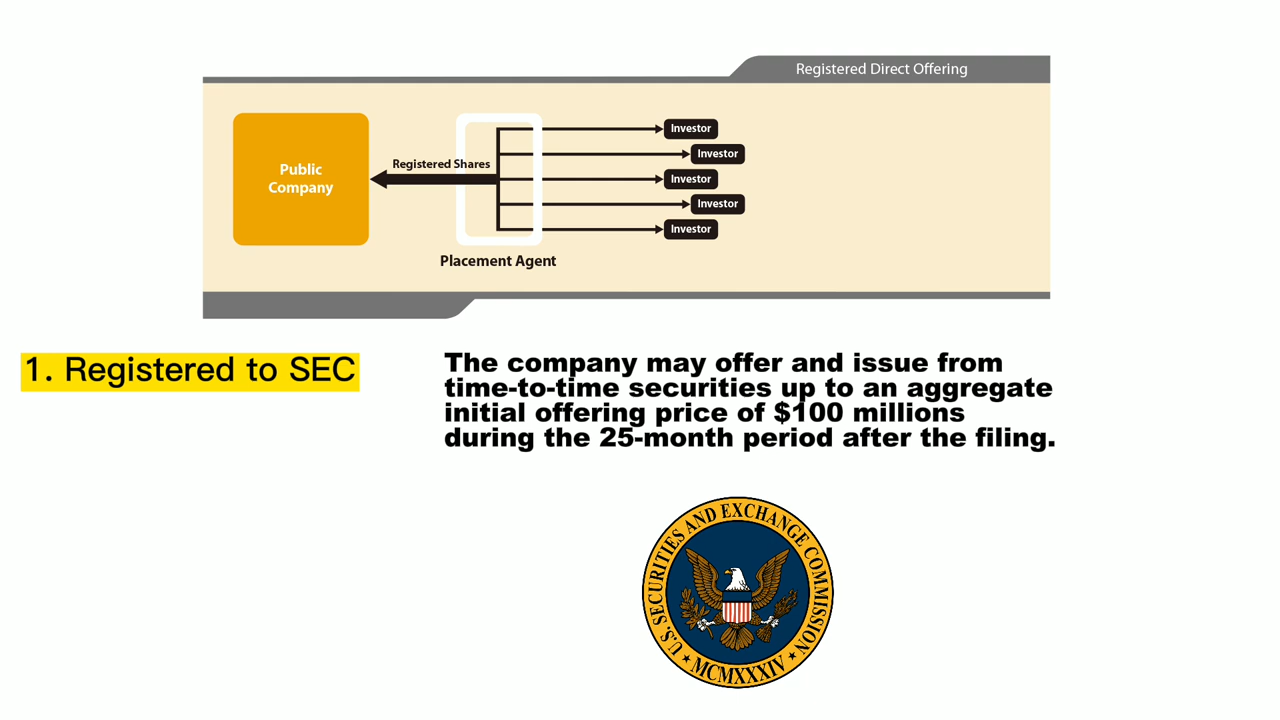 Registered Direct Offering
Public
Company
Registered Shares
Investor
Investor
Investor
Investor
Investor
Placement Agent
1. Registered to SEC
The company may offer and issue from
time-to-time securities up to an aggregate
initial offering price of $100 millions
during the 25-month period after the filing.
U.S. SECURITIES AND EXCHANGE COMMISSION
MCMXXXIV